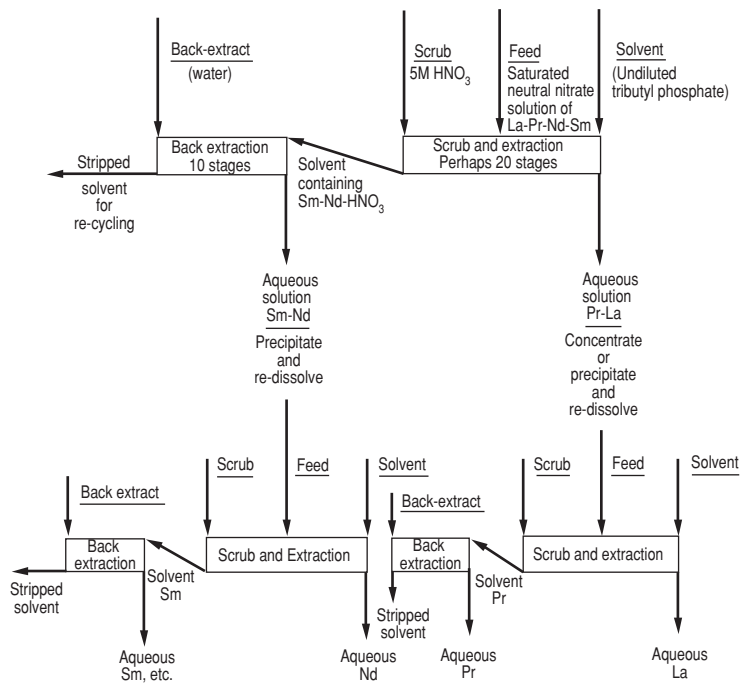 Back-extract
(water)
Scrub
5M HNO₃
Feed
Saturated
neutral nitrate
solution of
La-Pr-Nd-Sm
Solvent
(Undiluted
tributyl phosphate)
Back extraction
10 stages
Scrub and extraction
Perhaps 20 stages
Stripped
solvent
for
re-cycling
Solvent
containing
Sm-Nd-HNO₃
Aqueous
solution
Sm-Nd
Precipitate
and
re-dissolve
Aqueous
solution
Pr-La
Concentrate
or
precipitate
and
re-dissolve
Back extract
Scrub
Feed
Solvent
Back-extract
Scrub
Feed
Solvent
Back
extraction
Scrub and Extraction
Back
extraction
Scrub and extraction
Stripped
solvent
Solvent
Sm
Stripped
solvent
Solvent
Pr
Aqueous
Sm, etc.
Aqueous
Nd
Aqueous
Pr
Aqueous
La